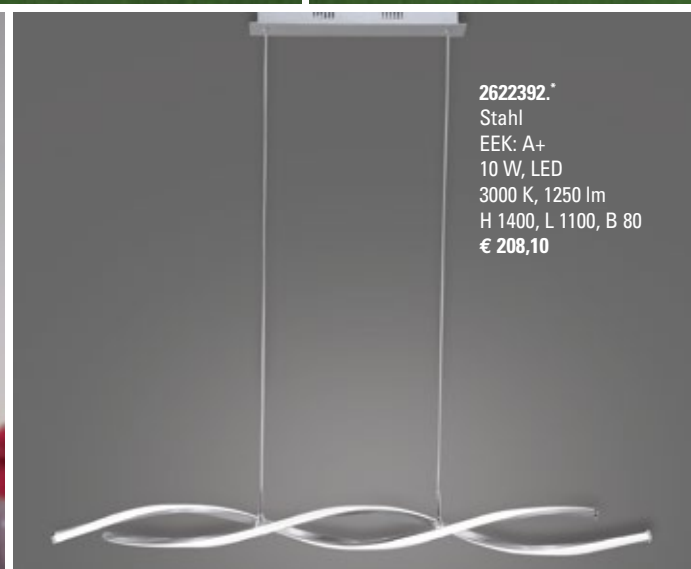 2622392.*
Stahl
EEK: A+
10 W, LED
3000 K, 1250 lm
H 1400, L 1100, B 80
€ 208,10